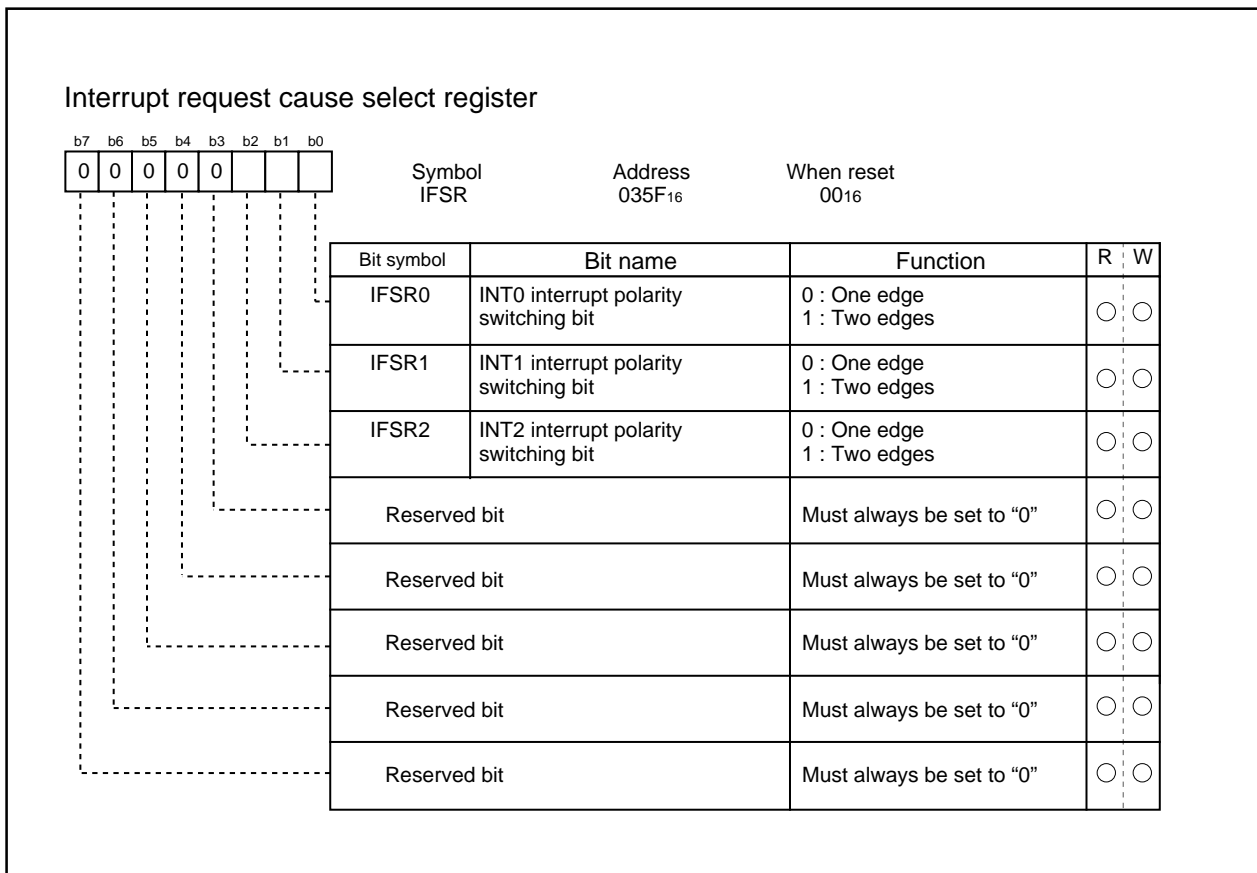 Interrupt request cause select register
b7 b6 b5 b4 b3 b2 b1 b0
0 0 0 0 0
Symbol Address When reset
IFSR 035F16 0016
Bit symbol Bit name Function R W
IFSR0 INT0 interrupt polarity 0 : One edge
switching bit 1 : Two edges
IFSR1 INT1 interrupt polarity 0 : One edge
switching bit 1 : Two edges
IFSR2 INT2 interrupt polarity 0 : One edge
switching bit 1 : Two edges
Reserved bit Must always be set to “0”
Reserved bit Must always be set to “0”
Reserved bit Must always be set to “0”
Reserved bit Must always be set to “0”
Reserved bit Must always be set to “0”